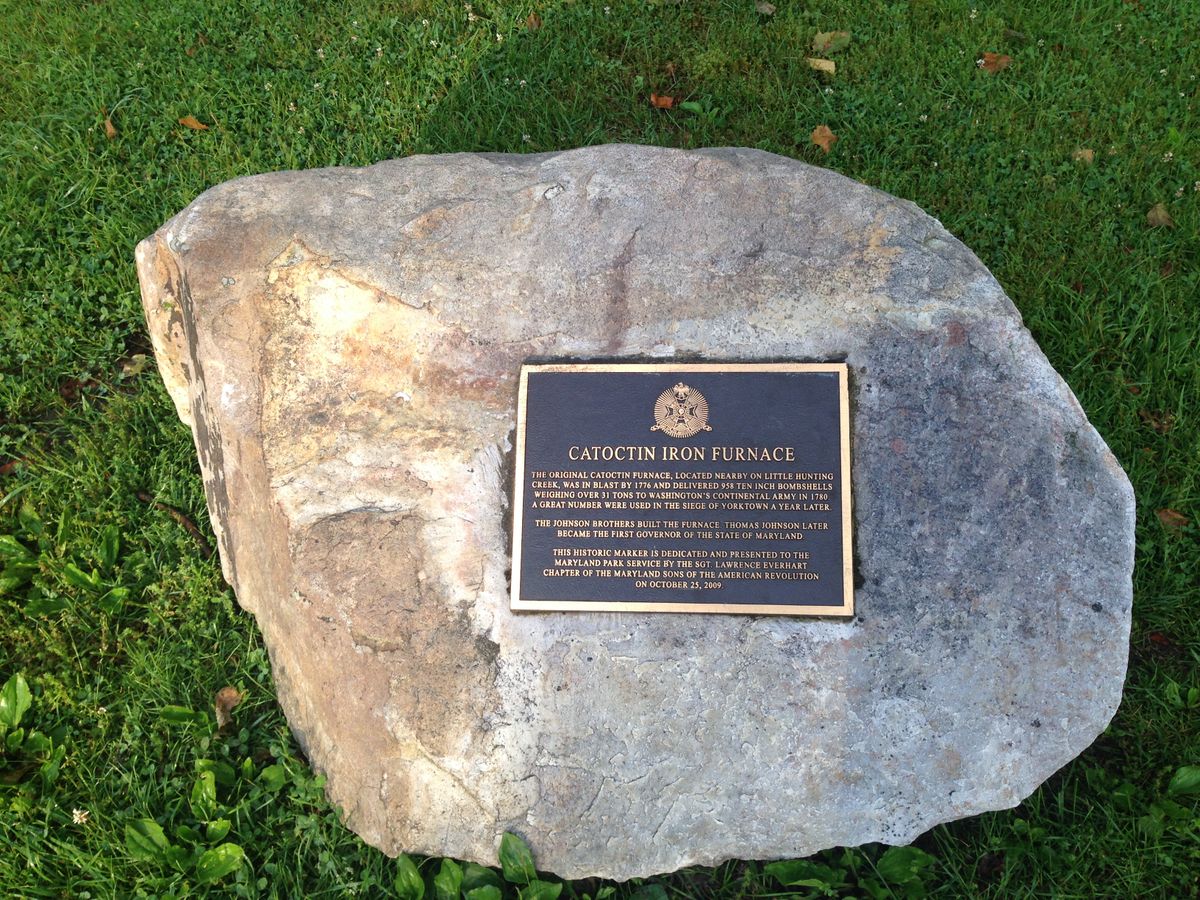 CATOCTIN IRON FURNACE
THE ORIGINAL CATOCTIN FURNACE, LOCATED NEARBY ON LITTLE HUNTING
CREEK, WAS IN BLAST BY 1776 AND DELIVERED 958 TEN INCH BOMBSHELLS
WEIGHING OVER 31 TONS TO WASHINGTON'S CONTINENTAL ARMY IN 1780.
A GREAT NUMBER WERE USED IN THE SIEGE OF YORKTOWN A YEAR LATER.
THE JOHNSON BROTHERS BUILT THE FURNACE. THOMAS JOHNSON LATER
BECAME THE FIRST GOVERNOR OF THE STATE OF MARYLAND.
THIS HISTORIC MARKER IS DEDICATED AND PRESENTED TO THE
MARYLAND PARK SERVICE BY THE SGT. LAWRENCE EVERHART
CHAPTER OF THE MARYLAND SONS OF THE AMERICAN REVOLUTION
ON OCTOBER 25, 2009.